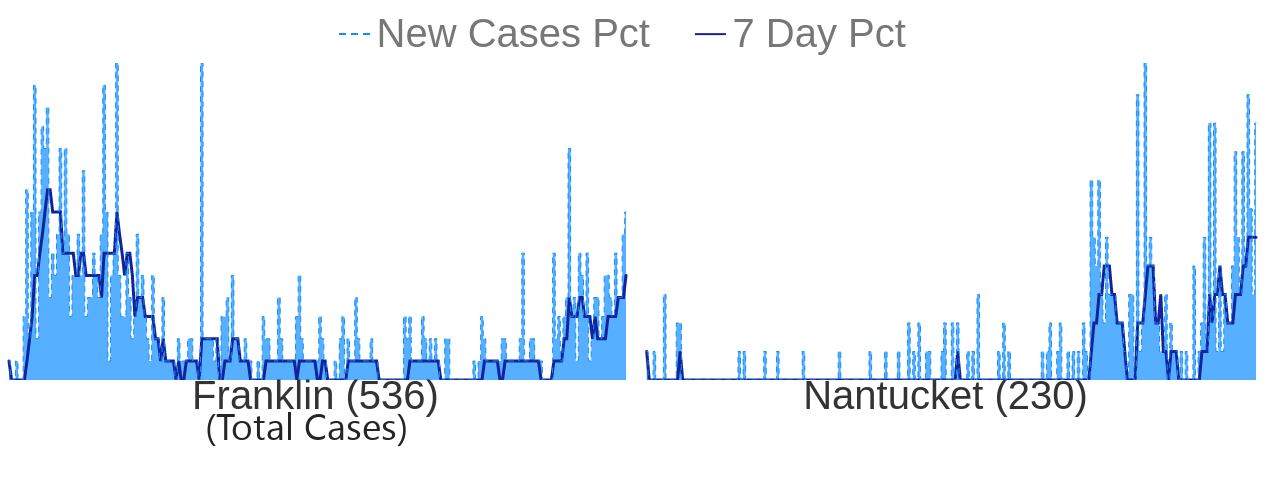 New Cases Pct 7 Day Pct
Franklin (536) Nantucket (230)
(Total Cases)